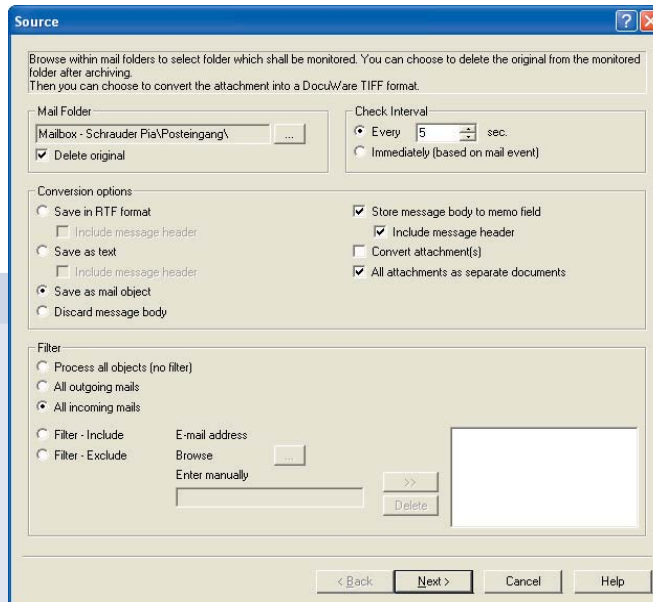 Source
Browse within mail folders to select folder which shall be monitored. You can choose to delete the original from the monitored
folder after archiving.
Then you can choose to convert the attachment into a DocuWare TIFF format.
Mail Folder
Mailbox - Schrauder Pia\Posteingang\
...
Delete original
Check Interval
Every 5 sec.
Immediately (based on mail event)
Conversion options
Save in RTF format
Include message header
Save as text
Include message header
Save as mail object
Discard message body
Store message body to memo field
Include message header
Convert attachment(s)
All attachments as separate documents
Filter
Process all objects (no filter)
All outgoing mails
All incoming mails
Filter - Include
Filter - Exclude
E-mail address
Browse ...
Enter manually
>>
Delete
< Back
Next >
Cancel
Help